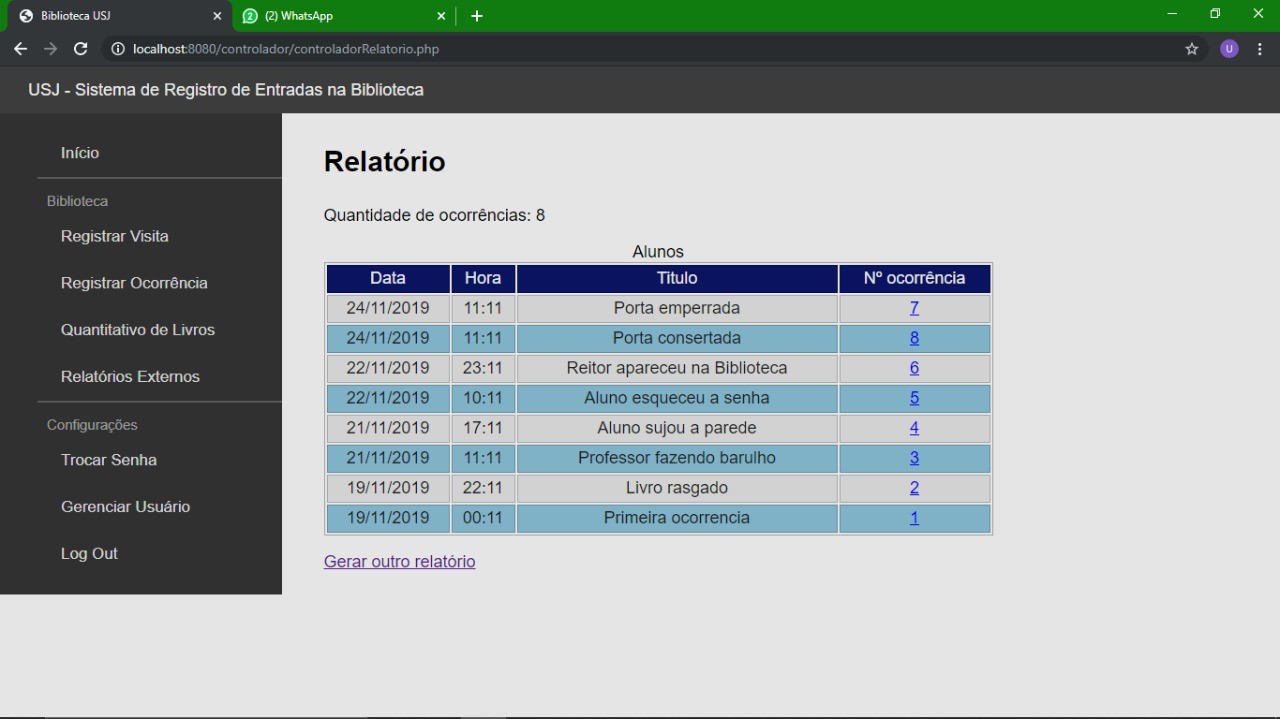 Biblioteca USJ
2
(2) WhatsApp
localhost:8080/controlador/controladorRelatorio.php
U
USJ - Sistema de Registro de Entradas na Biblioteca
Início
Biblioteca
Registrar Visita
Registrar Ocorrência
Quantitativo de Livros
Relatórios Externos
Configurações
Trocar Senha
Gerenciar Usuário
Log Out
Relatório
Quantidade de ocorrências: 8
Alunos
Data Hora Titulo Nº ocorrência
24/11/2019 11:11 Porta emperrada 7
24/11/2019 11:11 Porta consertada 8
22/11/2019 23:11 Reitor apareceu na Biblioteca 6
22/11/2019 10:11 Aluno esqueceu a senha 5
21/11/2019 17:11 Aluno sujou a parede 4
21/11/2019 11:11 Professor fazendo barulho 3
19/11/2019 22:11 Livro rasgado 2
19/11/2019 00:11 Primeira ocorrencia 1
Gerar outro relatório